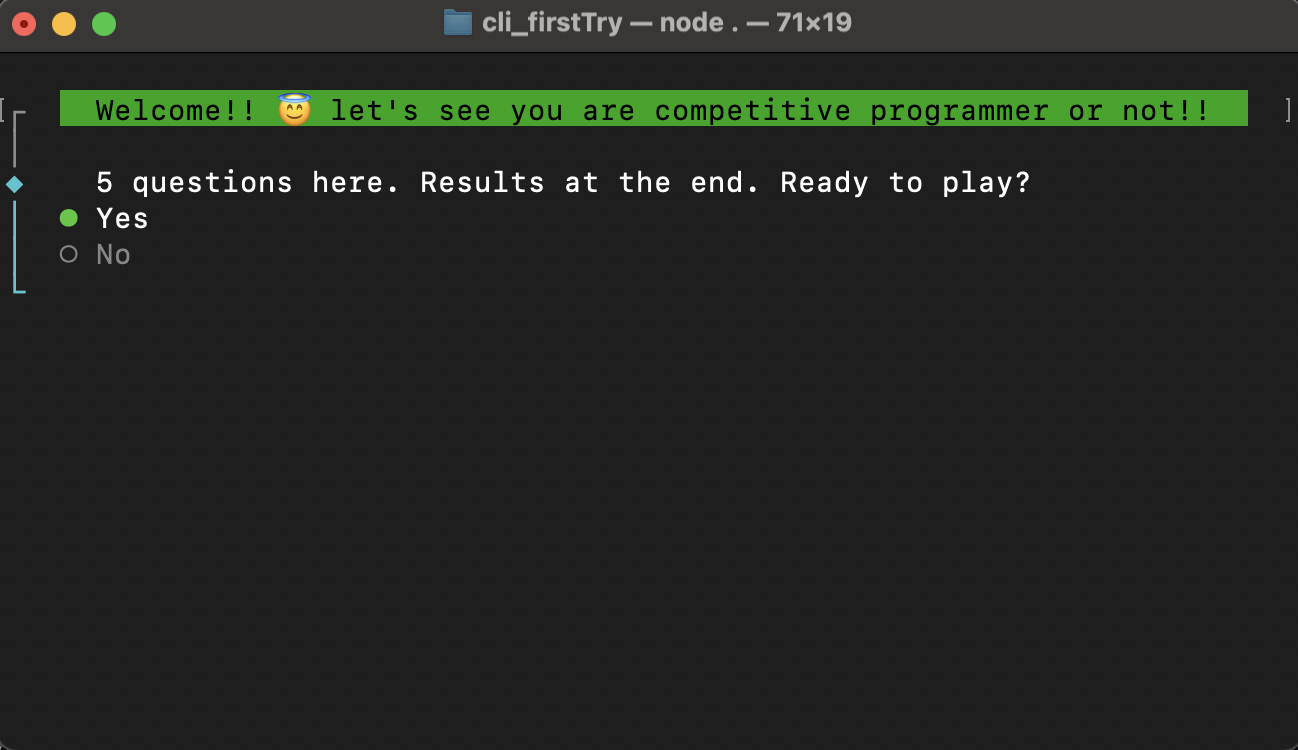 cli_firstTry — node . — 71×19
Welcome!! 😇 let's see you are competitive programmer or not!!
5 questions here. Results at the end. Ready to play?
Yes
No